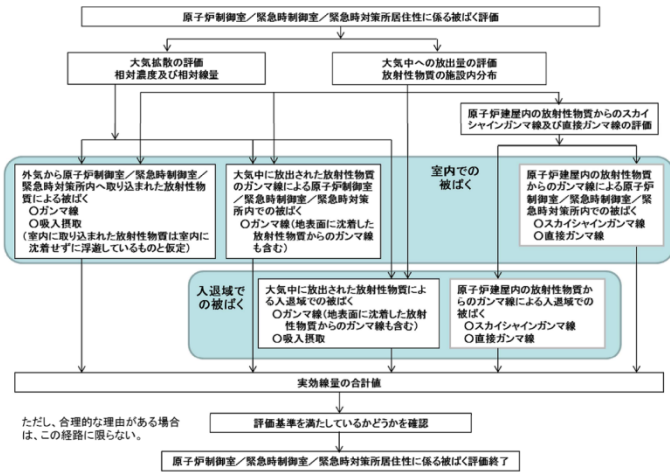 原子炉制御室／緊急時制御室／緊急時対策所居住性に係る被ばく評価
大気拡散の評価
相対濃度及び相対線量
大気中への放出量の評価
放射性物質の施設内分布
原子炉建屋内の放射性物質からのスカイ
シャインガンマ線及び直接ガンマ線の評価
室内での
被ばく
外気から原子炉制御室／緊急時制御室／
緊急時対策所内へ取り込まれた放射性物
質による被ばく
○ガンマ線
○吸入摂取
(室内に取り込まれた放射性物質は室内に
沈着せずに浮遊しているものと仮定)
大気中に放出された放射性物質
のガンマ線による原子炉制御室
／緊急時制御室／緊急時対策
所内での被ばく
○ガンマ線(地表面に沈着した
放射性物質からのガンマ線
も含む)
原子炉建屋内の放射性物質
からのガンマ線による原子炉
制御室／緊急時制御室／緊
急時対策所内での被ばく
○スカイシャインガンマ線
○直接ガンマ線
入退域で
の被ばく
大気中に放出された放射性物質によ
る入退域での被ばく
○ガンマ線(地表面に沈着した放射
性物質からのガンマ線も含む)
○吸入摂取
原子炉建屋内の放射性物質か
らのガンマ線による入退域での
被ばく
○スカイシャインガンマ線
○直接ガンマ線
実効線量の合計値
ただし、合理的な理由がある場合
は、この経路に限らない。
評価基準を満たしているかどうかを確認
原子炉制御室／緊急時制御室／緊急時対策所居住性に係る被ばく評価終了